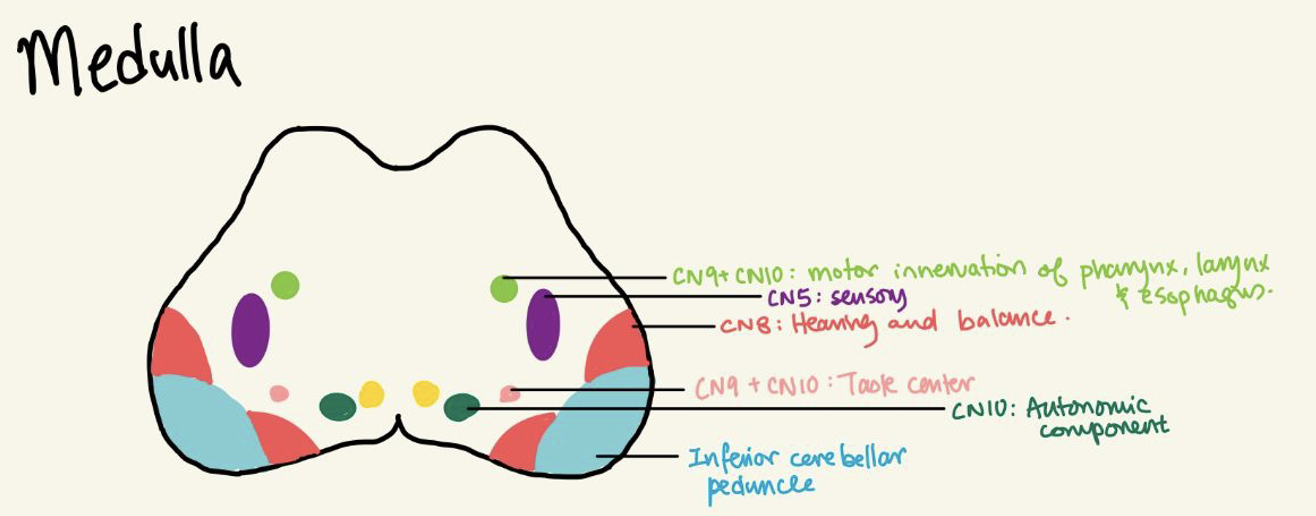 Medulla
CN9+ CN10: motor innervation of pharynx, larynx
& esophagus.
CN5: sensory
CN8: Hearing and balance.
CN9 + CN10: Taste center
CN10: Autonomic
component
Inferior cerebellar
peduncle